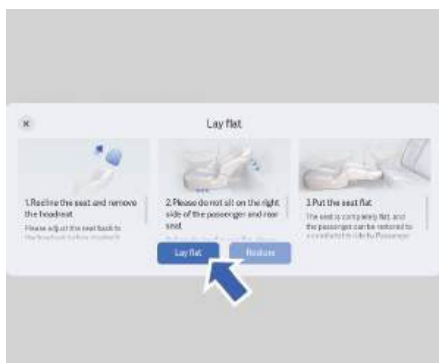 Lay flat
1.Recline the seat and remove
the headrest
Please adjust the seat back to
2.Please do not sit on the right
side of the passenger and rear
seat
3.Put the seat flat
The seat is completely flat, and
the passenger can be restored to
Lay flat
Restore